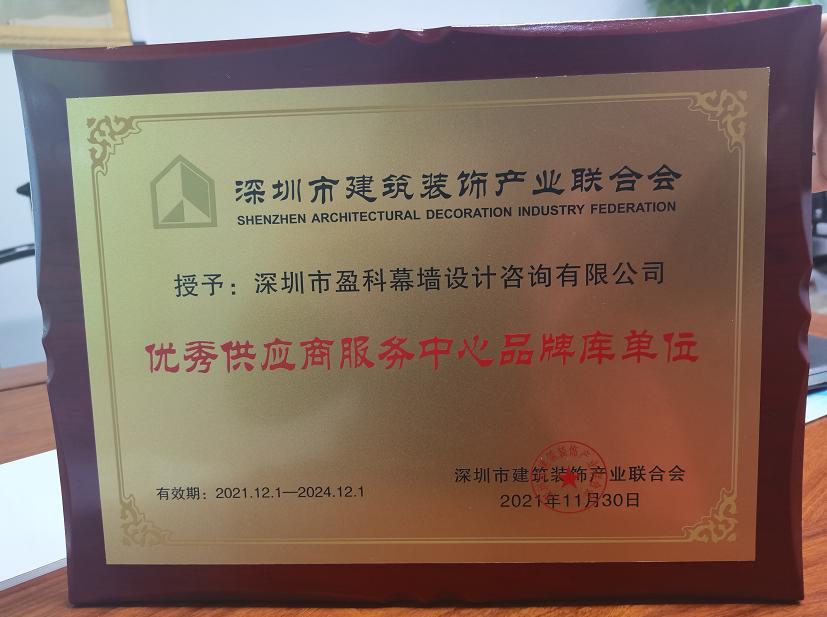 深圳市建筑装饰产业联合会
SHENZHEN ARCHITECTURAL DECORATION INDUSTRY FEDERATION
授予：深圳市盈科幕墙设计咨询有限公司
优秀供应商服务中心品牌库单位
深圳市建筑装饰产业联合会
有效期：2021.12.1—2024.12.1
2021年11月30日